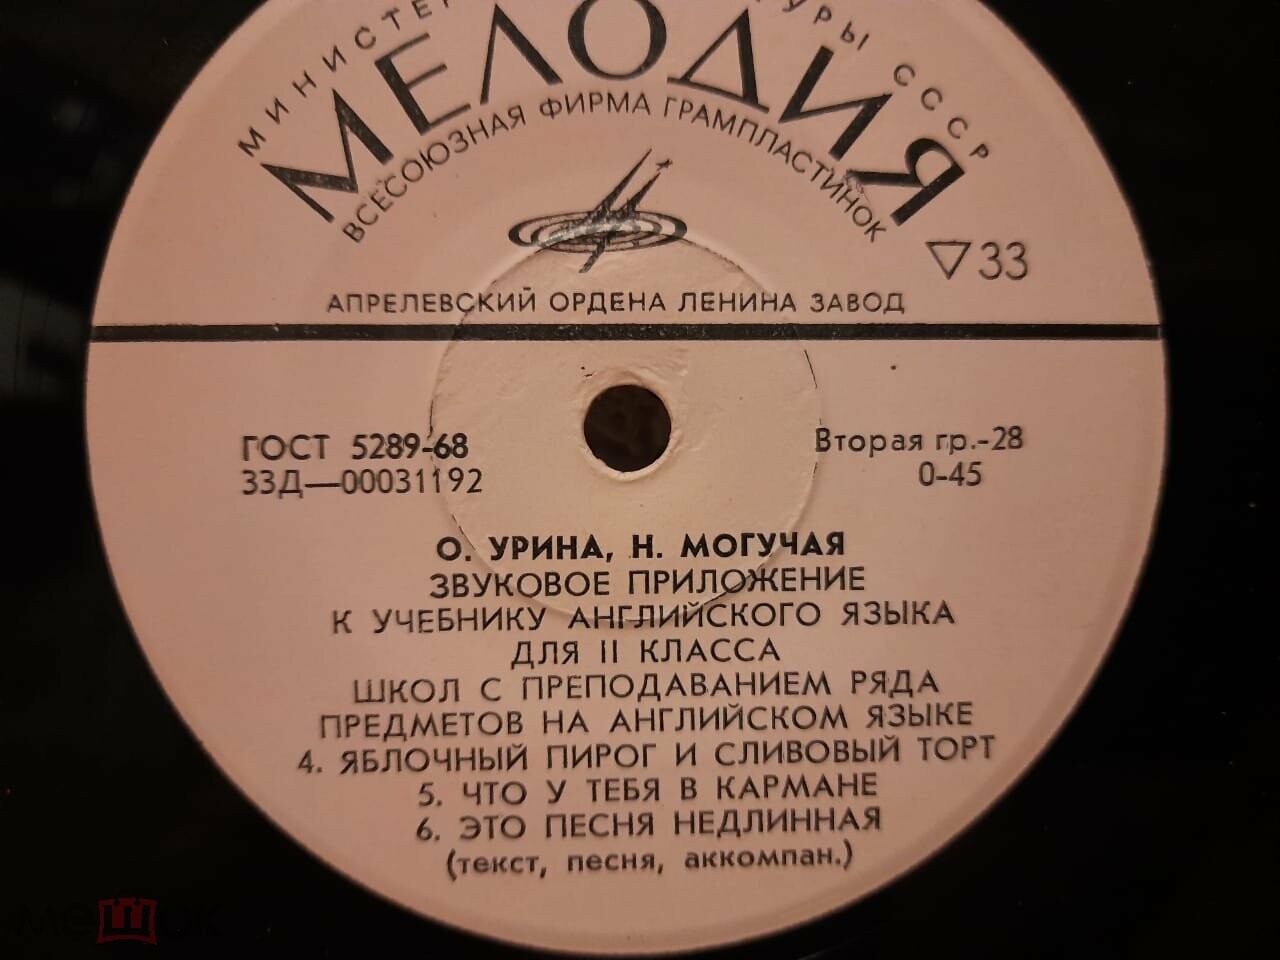 МИНИСТЕР УРЫ СССР
МЕЛОДИЯ
ВСЕСОЮЗНАЯ ФИРМА ГРАМПЛАСТИНОК
▽33
АПРЕЛЕВСКИЙ ОРДЕНА ЛЕНИНА ЗАВОД
ГОСТ 5289-68
33Д—00031192
Вторая гр.-28
0-45
О. УРИНА, Н. МОГУЧАЯ
ЗВУКОВОЕ ПРИЛОЖЕНИЕ
К УЧЕБНИКУ АНГЛИЙСКОГО ЯЗЫКА
ДЛЯ II КЛАССА
ШКОЛ С ПРЕПОДАВАНИЕМ РЯДА
ПРЕДМЕТОВ НА АНГЛИЙСКОМ ЯЗЫКЕ
4. ЯБЛОЧНЫЙ ПИРОГ И СЛИВОВЫЙ ТОРТ
5. ЧТО У ТЕБЯ В КАРМАНЕ
6. ЭТО ПЕСНЯ НЕДЛИННАЯ
(текст, песня, аккомпан.)
мешок